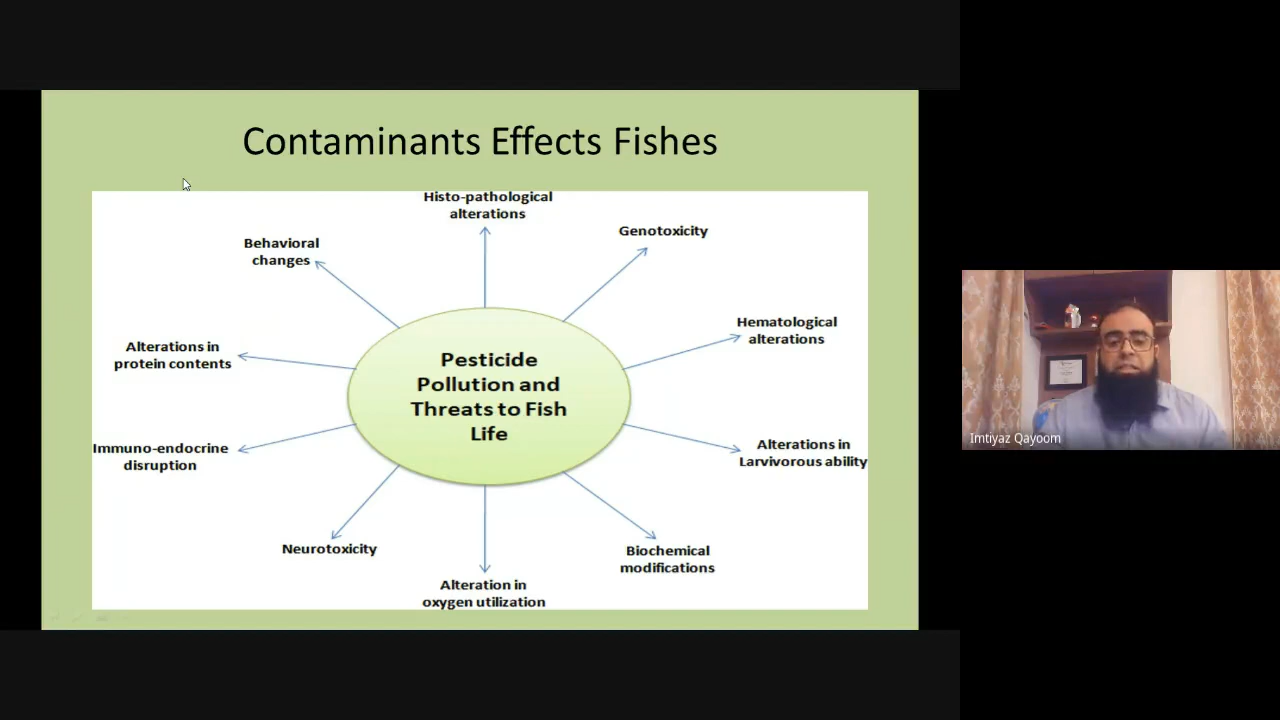 Contaminants Effects Fishes
Histo-pathological
alterations
Genotoxicity
Behavioral
changes
Hematological
alterations
Alterations in
protein contents
Pesticide
Pollution and
Threats to Fish
Life
Immuno-endocrine
disruption
Alterations in
Larvivorous ability
Neurotoxicity
Biochemical
modifications
Alteration in
oxygen utilization
Imtiyaz Qayoom